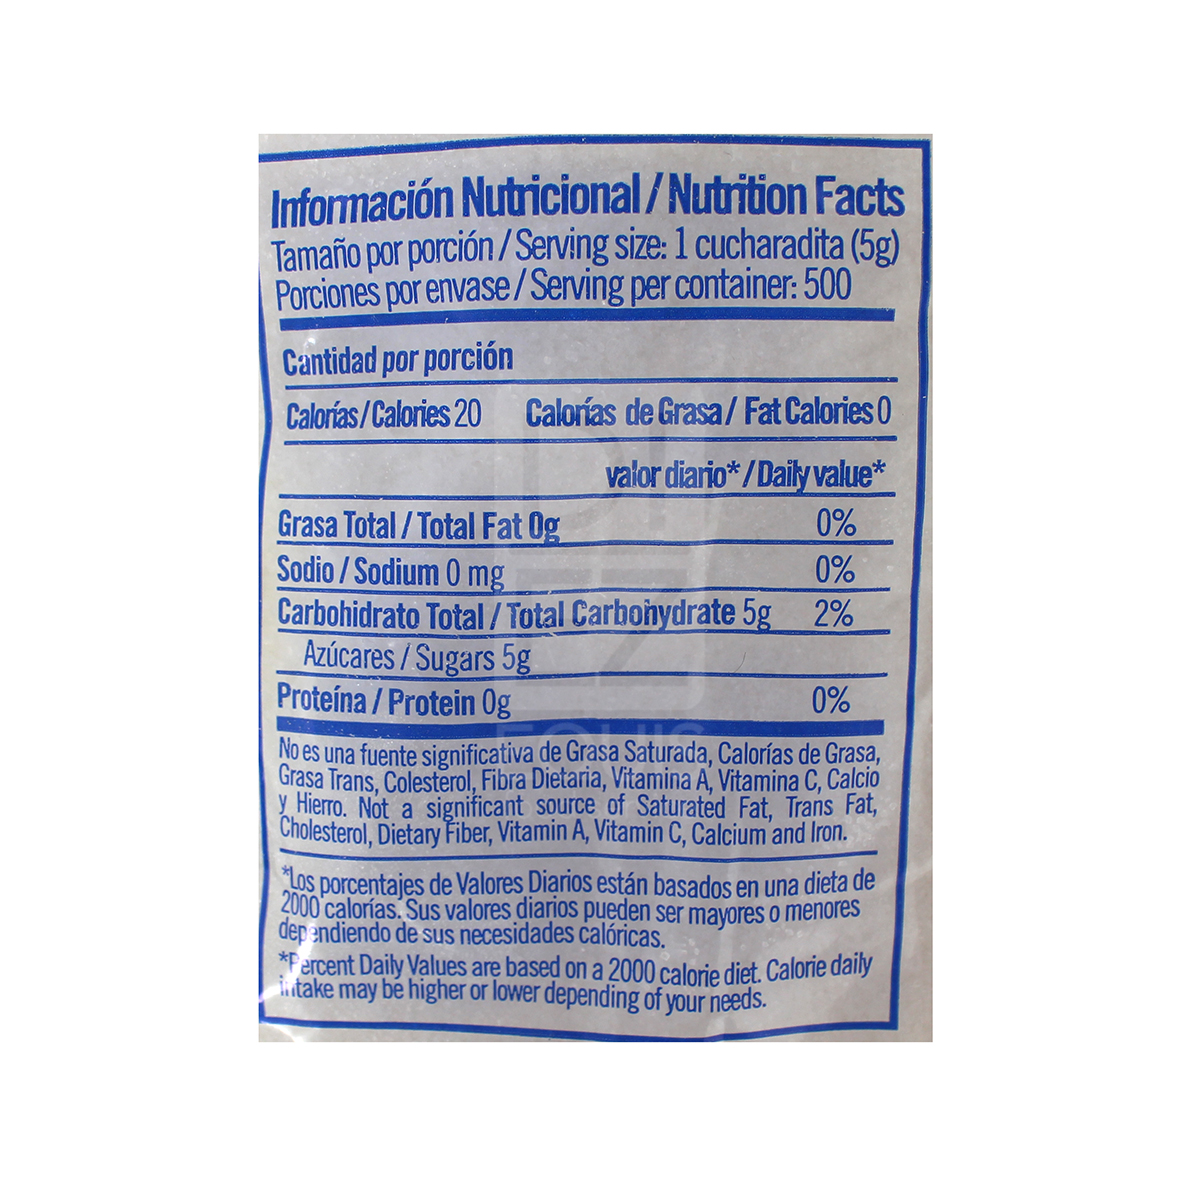 Información Nutricional / Nutrition Facts
Tamaño por porción / Serving size: 1 cucharadita (5g)
Porciones por envase / Serving per container: 500
Cantidad por porción
Calorías / Calories 20 Calorías de Grasa / Fat Calories 0
valor diario* / Daily value*
Grasa Total / Total Fat 0g 0%
Sodio / Sodium 0 mg 0%
Carbohidrato Total / Total Carbohydrate 5g 2%
Azúcares / Sugars 5g
Proteína / Protein 0g 0%
No es una fuente significativa de Grasa Saturada, Calorías de Grasa,
Grasa Trans, Colesterol, Fibra Dietaria, Vitamina A, Vitamina C, Calcio
y Hierro. Not a significant source of Saturated Fat, Trans Fat,
Cholesterol, Dietary Fiber, Vitamin A, Vitamin C, Calcium and Iron.
*Los porcentajes de Valores Diarios están basados en una dieta de
2000 calorías. Sus valores diarios pueden ser mayores o menores
dependiendo de sus necesidades calóricas.
*Percent Daily Values are based on a 2000 calorie diet. Calorie daily
intake may be higher or lower depending of your needs.